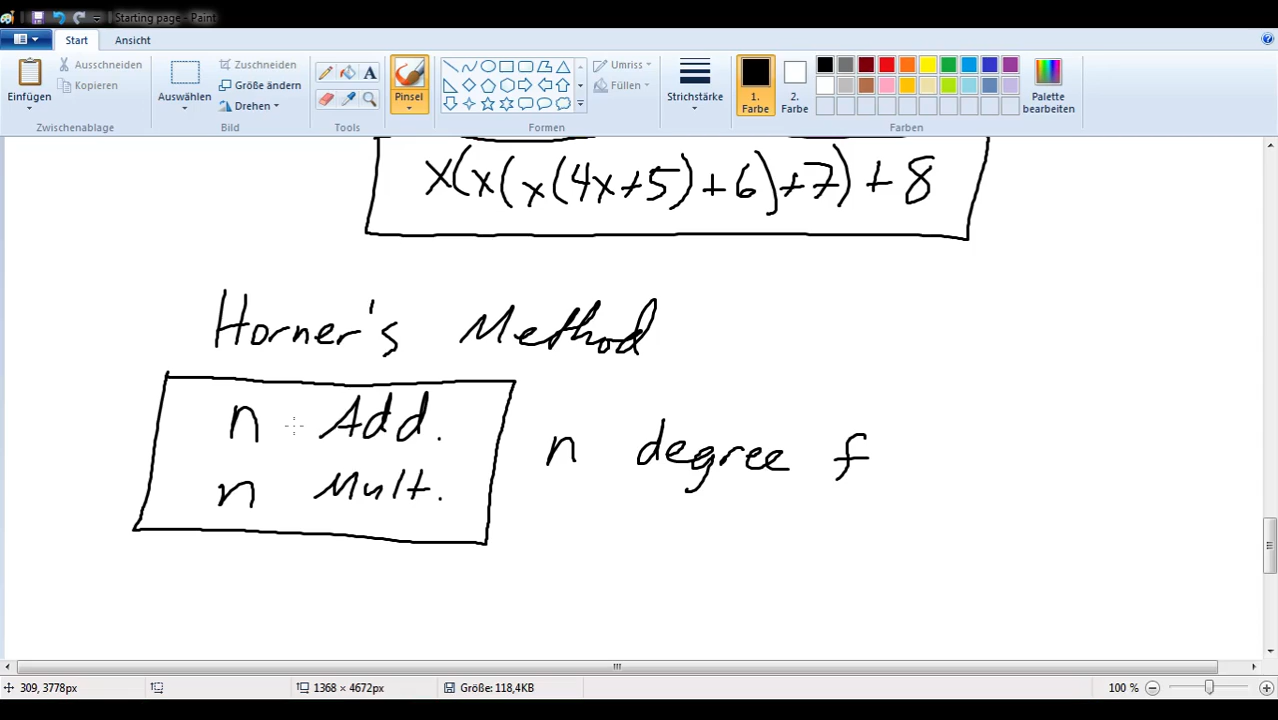 Starting page - Paint
Start Ansicht
Einfügen
Ausschneiden
Kopieren
Zwischenablage
Auswählen
Zuschneiden
Größe ändern
Drehen
Bild
A
Tools
Pinsel
Umriss
Füllen
Formen
Strichstärke
1. Farbe
2. Farbe
Palette bearbeiten
Farben
x(x(x(4x+5)+6)+7)+8
Horner's Method
n Add.
n Mult.
n degree f
309, 3778px
1368 × 4672px
Größe: 118,4KB
100 %